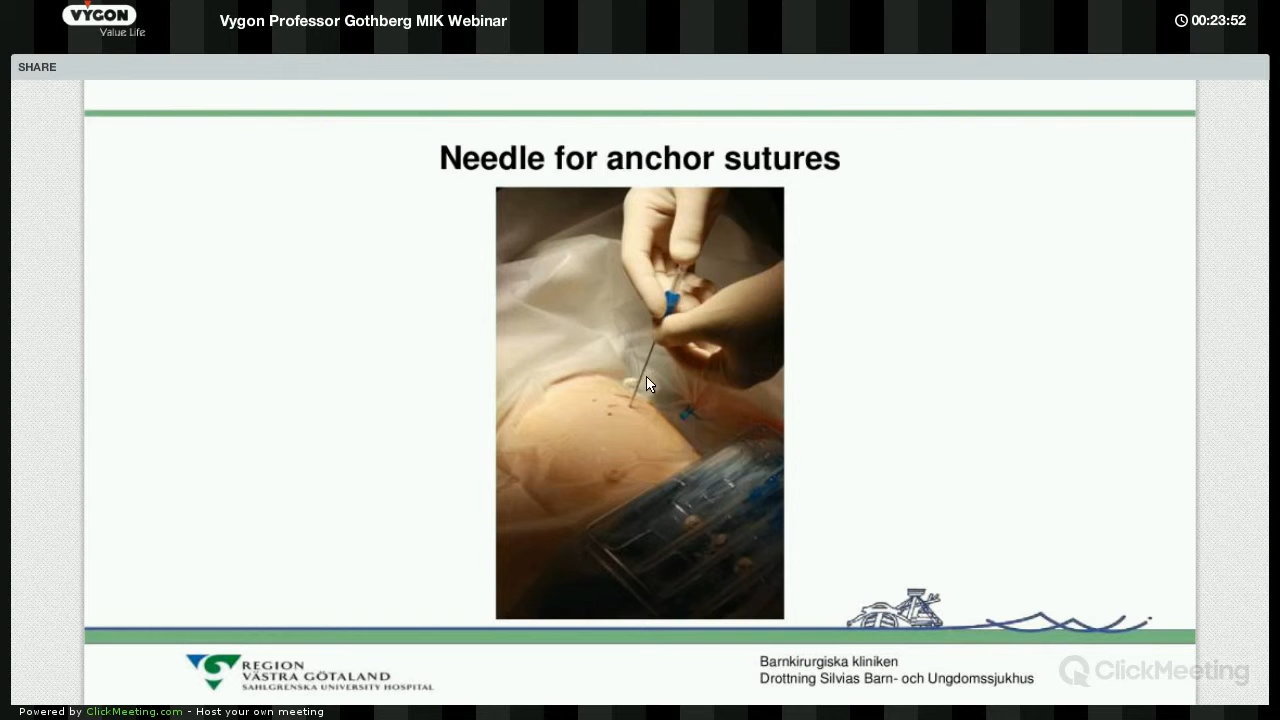 VYGON
Value Life
Vygon Professor Gothberg MIK Webinar
00:23:52
SHARE
Needle for anchor sutures
REGION
VÄSTRA GÖTALAND
SAHLGRENSKA UNIVERSITY HOSPITAL
Barnkirurgiska kliniken
Drottning Silvias Barn- och Ungdomssjukhus
ClickMeeting
Powered by ClickMeeting.com - Host your own meeting